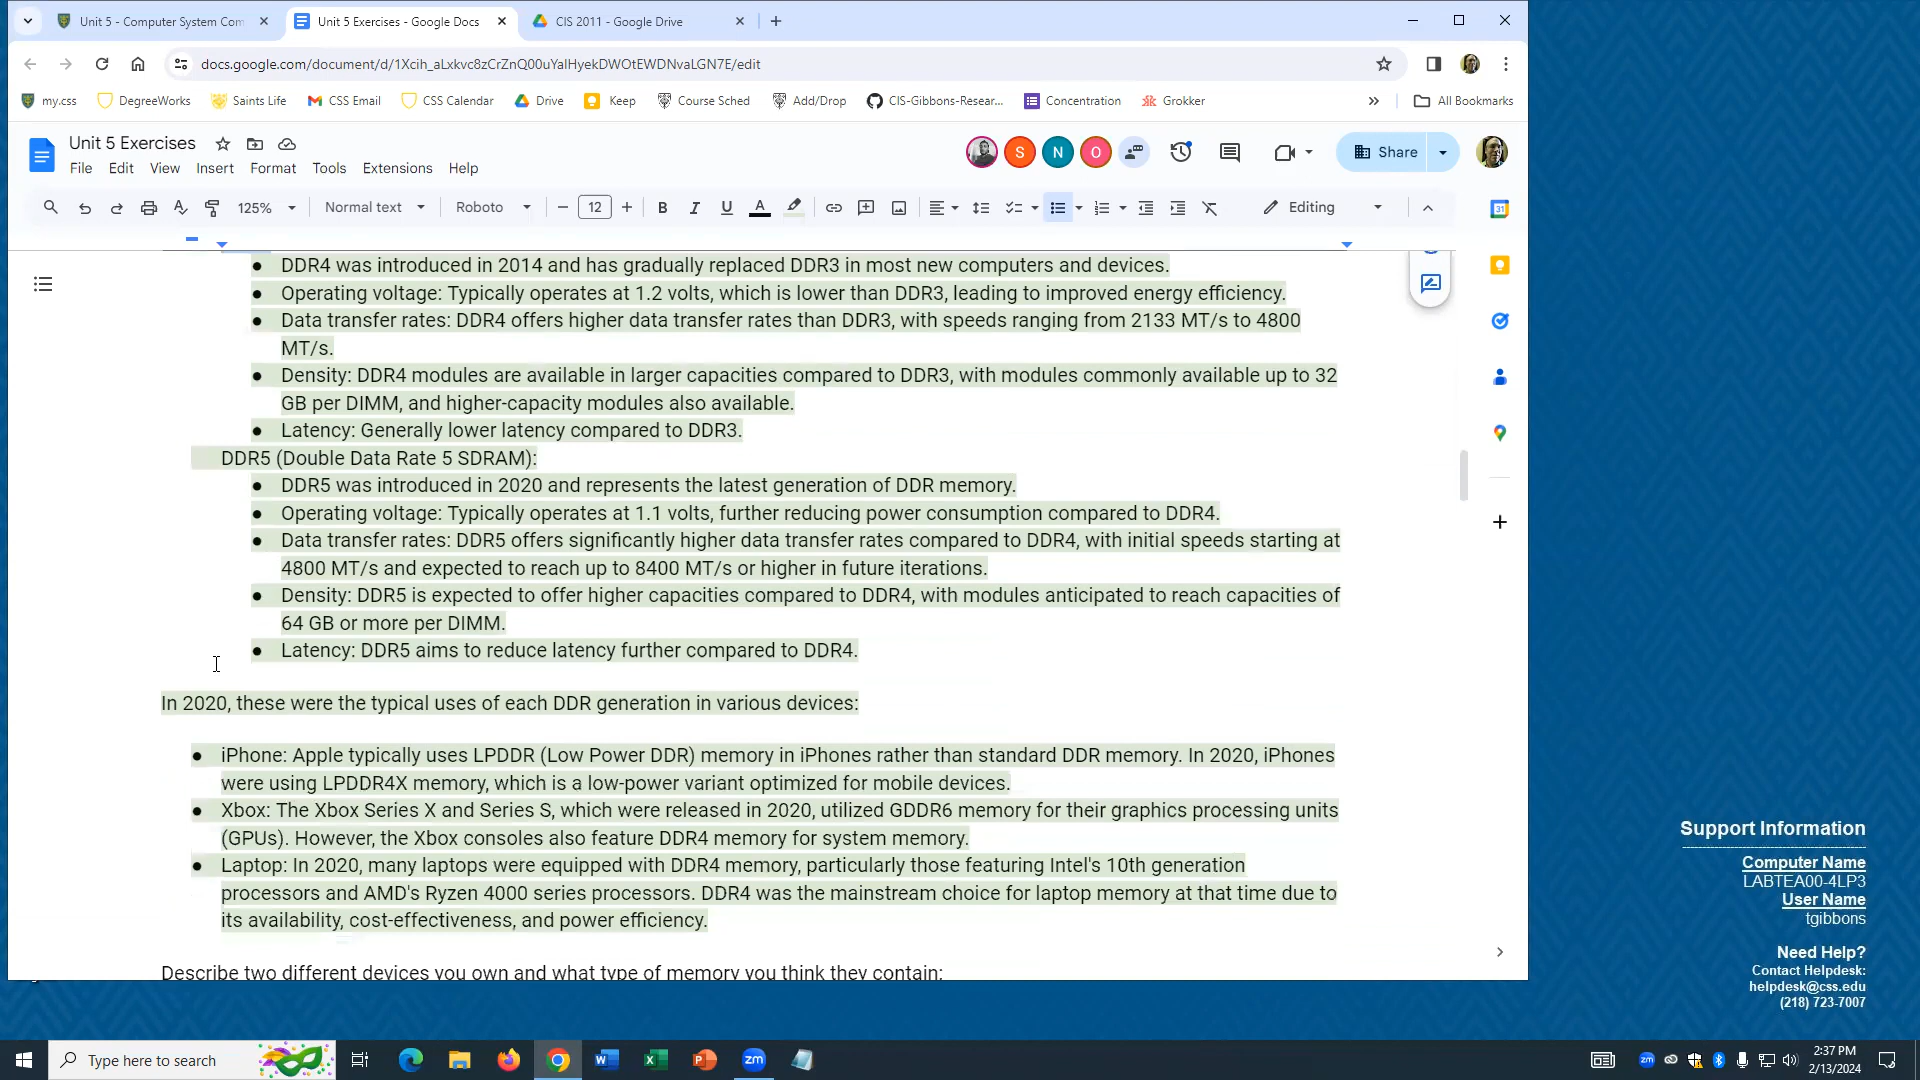 Unit 5 - Computer System Com
Unit 5 Exercises - Google Docs
CIS 2011 - Google Drive
docs.google.com/document/d/1Xcih_aLxkvc8zCrZnQ00uYalHyekDWOtEWDNvaLGN7E/edit
my.css
DegreeWorks
Saints Life
CSS Email
CSS Calendar
Drive
Keep
Course Sched
Add/Drop
CIS-Gibbons-Resear...
Concentration
Grokker
All Bookmarks
Unit 5 Exercises
S
N
O
Share
File Edit View Insert Format Tools Extensions Help
125%
Normal text
Roboto
12
B I U A
Editing
31
● DDR4 was introduced in 2014 and has gradually replaced DDR3 in most new computers and devices.
● Operating voltage: Typically operates at 1.2 volts, which is lower than DDR3, leading to improved energy efficiency.
● Data transfer rates: DDR4 offers higher data transfer rates than DDR3, with speeds ranging from 2133 MT/s to 4800
MT/s.
● Density: DDR4 modules are available in larger capacities compared to DDR3, with modules commonly available up to 32
GB per DIMM, and higher-capacity modules also available.
● Latency: Generally lower latency compared to DDR3.
DDR5 (Double Data Rate 5 SDRAM):
● DDR5 was introduced in 2020 and represents the latest generation of DDR memory.
● Operating voltage: Typically operates at 1.1 volts, further reducing power consumption compared to DDR4.
● Data transfer rates: DDR5 offers significantly higher data transfer rates compared to DDR4, with initial speeds starting at
4800 MT/s and expected to reach up to 8400 MT/s or higher in future iterations.
● Density: DDR5 is expected to offer higher capacities compared to DDR4, with modules anticipated to reach capacities of
64 GB or more per DIMM.
● Latency: DDR5 aims to reduce latency further compared to DDR4.
In 2020, these were the typical uses of each DDR generation in various devices:
● iPhone: Apple typically uses LPDDR (Low Power DDR) memory in iPhones rather than standard DDR memory. In 2020, iPhones
were using LPDDR4X memory, which is a low-power variant optimized for mobile devices.
● Xbox: The Xbox Series X and Series S, which were released in 2020, utilized GDDR6 memory for their graphics processing units
(GPUs). However, the Xbox consoles also feature DDR4 memory for system memory.
● Laptop: In 2020, many laptops were equipped with DDR4 memory, particularly those featuring Intel's 10th generation
processors and AMD's Ryzen 4000 series processors. DDR4 was the mainstream choice for laptop memory at that time due to
its availability, cost-effectiveness, and power efficiency.
Describe two different devices you own and what type of memory you think they contain:
Support Information
Computer Name
LABTEA00-4LP3
User Name
tgibbons
Need Help?
Contact Helpdesk:
helpdesk@css.edu
(218) 723-7007
Type here to search
zm
zm
2:37 PM
2/13/2024